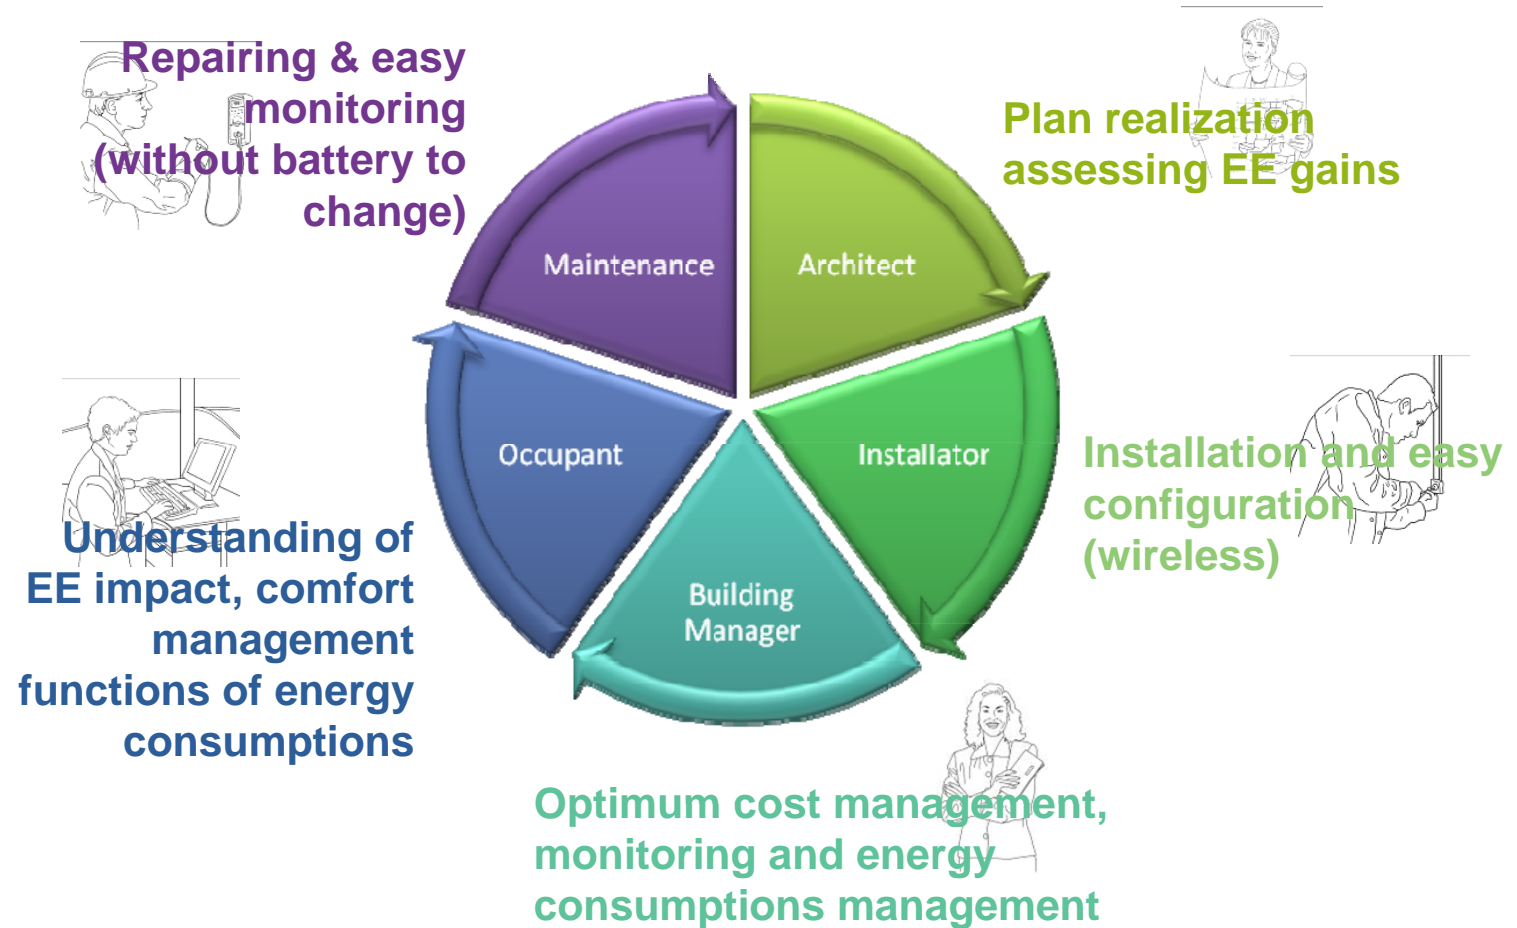 Repairing & easy
monitoring
(without battery to
change)
Plan realization
assessing EE gains
Maintenance
Architect
Occupant
Installator
Installation and easy
configuration
(wireless)
Understanding of
EE impact, comfort
management
functions of energy
consumptions
Building
Manager
Optimum cost management,
monitoring and energy
consumptions management